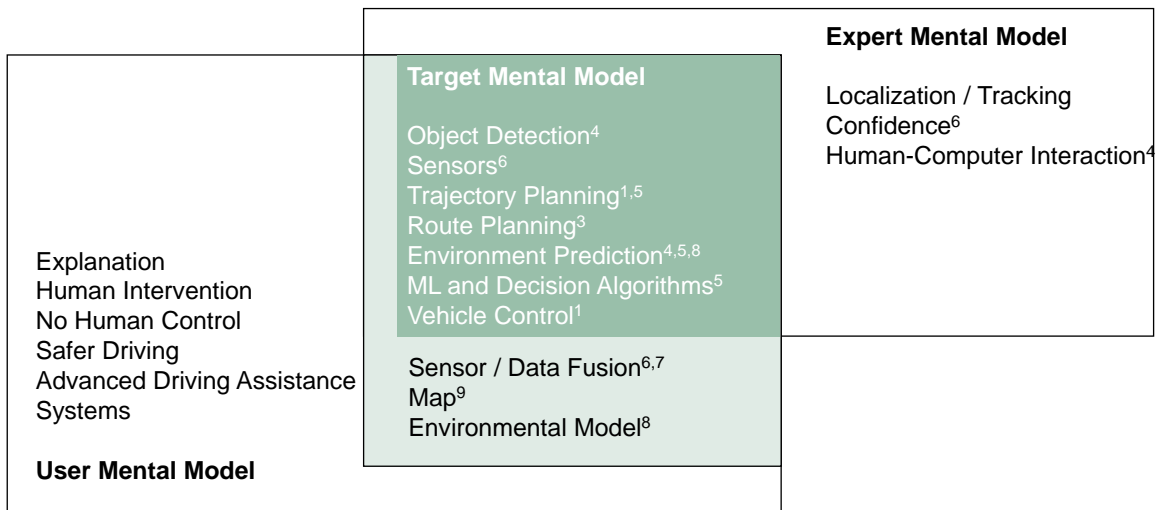 Expert Mental Model
Localization / Tracking
Confidence⁶
Human-Computer Interaction⁴
Target Mental Model
Object Detection⁴
Sensors⁶
Trajectory Planning¹,⁵
Route Planning³
Environment Prediction⁴,⁵,⁸
ML and Decision Algorithms⁵
Vehicle Control¹
Sensor / Data Fusion⁶,⁷
Map⁹
Environmental Model⁸
Explanation
Human Intervention
No Human Control
Safer Driving
Advanced Driving Assistance
Systems
User Mental Model